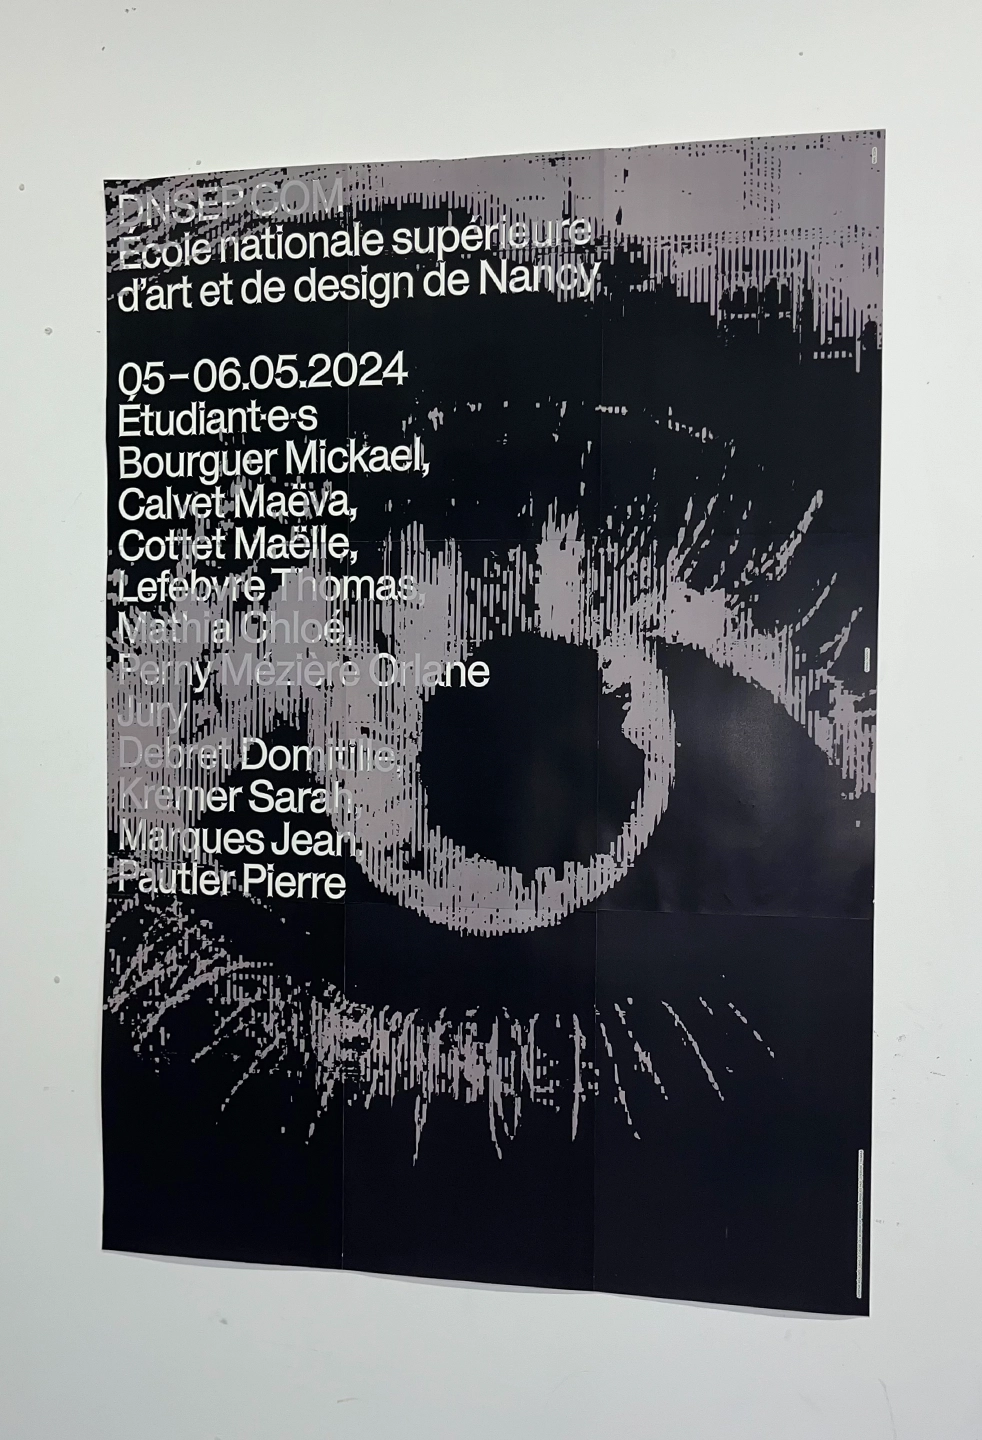 DNSEP COM
École nationale supérieure
d'art et de design de Nancy
05–06.05.2024
Étudiant·e·s
Bourguer Mickael,
Calvet Maëva,
Cottet Maëlle,
Lefebvre Thomas,
Mathia Chloé,
Perny Mézière Orlane
Jury
Debret Domitille,
Kremer Sarah,
Marques Jean,
Pautler Pierre